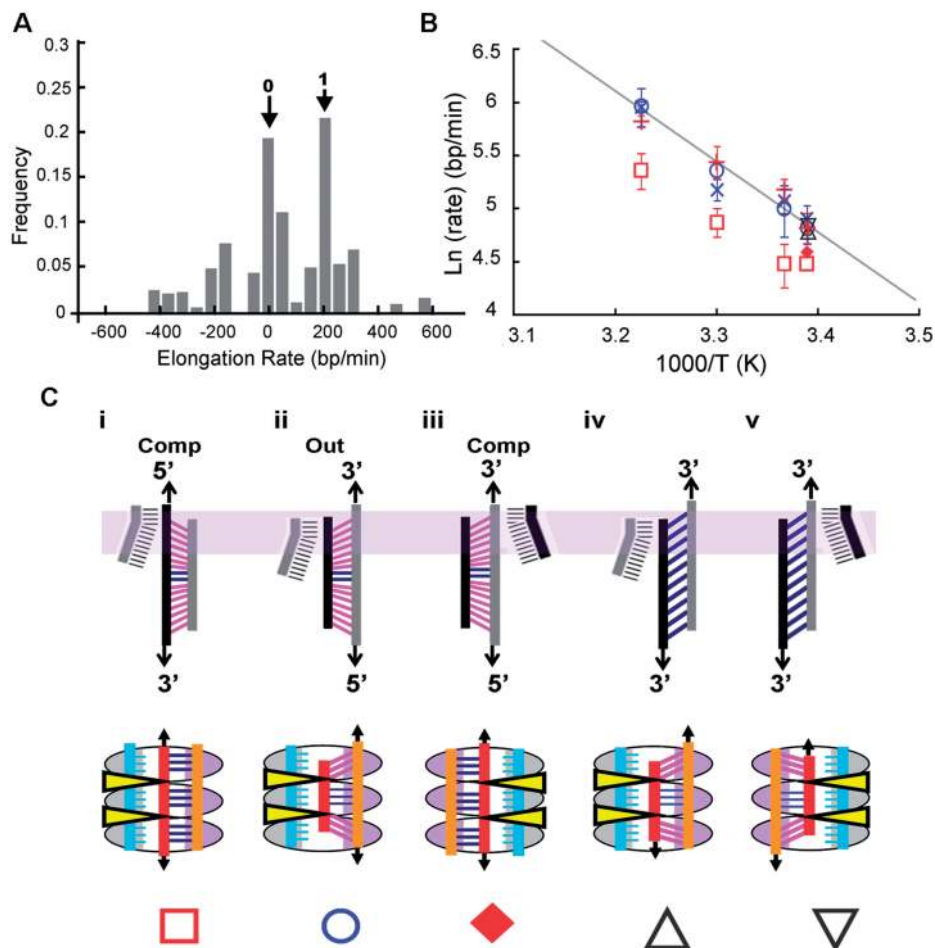 A
B
0.3
0.25
0.2
0.15
0.1
0.05
0
Frequency
0
1
-600
-400
-200
0
200
400
600
Elongation Rate (bp/min)
6.5
6
5.5
5
4.5
4
Ln (rate) (bp/min)
3.1
3.2
3.3
3.4
3.5
1000/T (K)
C
i
ii
iii
iv
v
Comp
Out
Comp
5’
3’
3’
3’
3’
3’
5’
5’
3’
3’